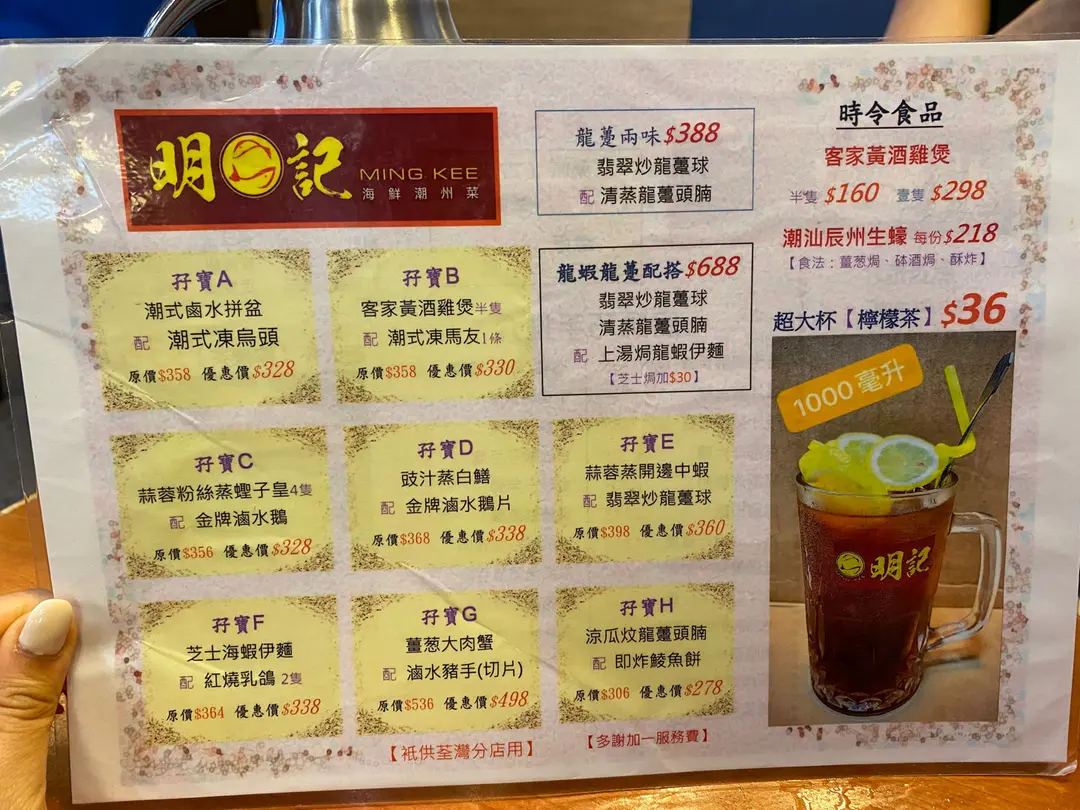 明記
MING KEE
海鮮潮州菜
龍躉兩味$388
翡翠炒龍躉球
配 清蒸龍躉頭腩
時令食品
客家黃酒雞煲
半隻 $160 壹隻 $298
潮汕辰州生蠔 每份$218
【食法：薑葱焗、砵酒焗、酥炸】
孖寶A
潮式鹵水拼盆
配 潮式凍烏頭
原價$358 優惠價$328
孖寶B
客家黃酒雞煲半隻
配 潮式凍馬友1條
原價$358 優惠價$330
龍蝦龍躉配搭$688
翡翠炒龍躉球
清蒸龍躉頭腩
配 上湯焗龍蝦伊麵
【芝士焗加$30】
超大杯【檸檬茶】$36
1000 毫升
明記
孖寶C
蒜蓉粉絲蒸蟶子皇4隻
配 金牌滷水鵝
原價$356 優惠價$328
孖寶D
豉汁蒸白鱔
配 金牌滷水鵝片
原價$368 優惠價$338
孖寶E
蒜蓉蒸開邊中蝦
配 翡翠炒龍躉球
原價$398 優惠價$360
孖寶F
芝士海蝦伊麵
配 紅燒乳鴿 2隻
原價$364 優惠價$338
孖寶G
薑葱大肉蟹
配 滷水豬手(切片)
原價$536 優惠價$498
孖寶H
涼瓜炆龍躉頭腩
配 即炸鯪魚餅
原價$306 優惠價$278
【祇供荃灣分店用】
【多謝加一服務費】